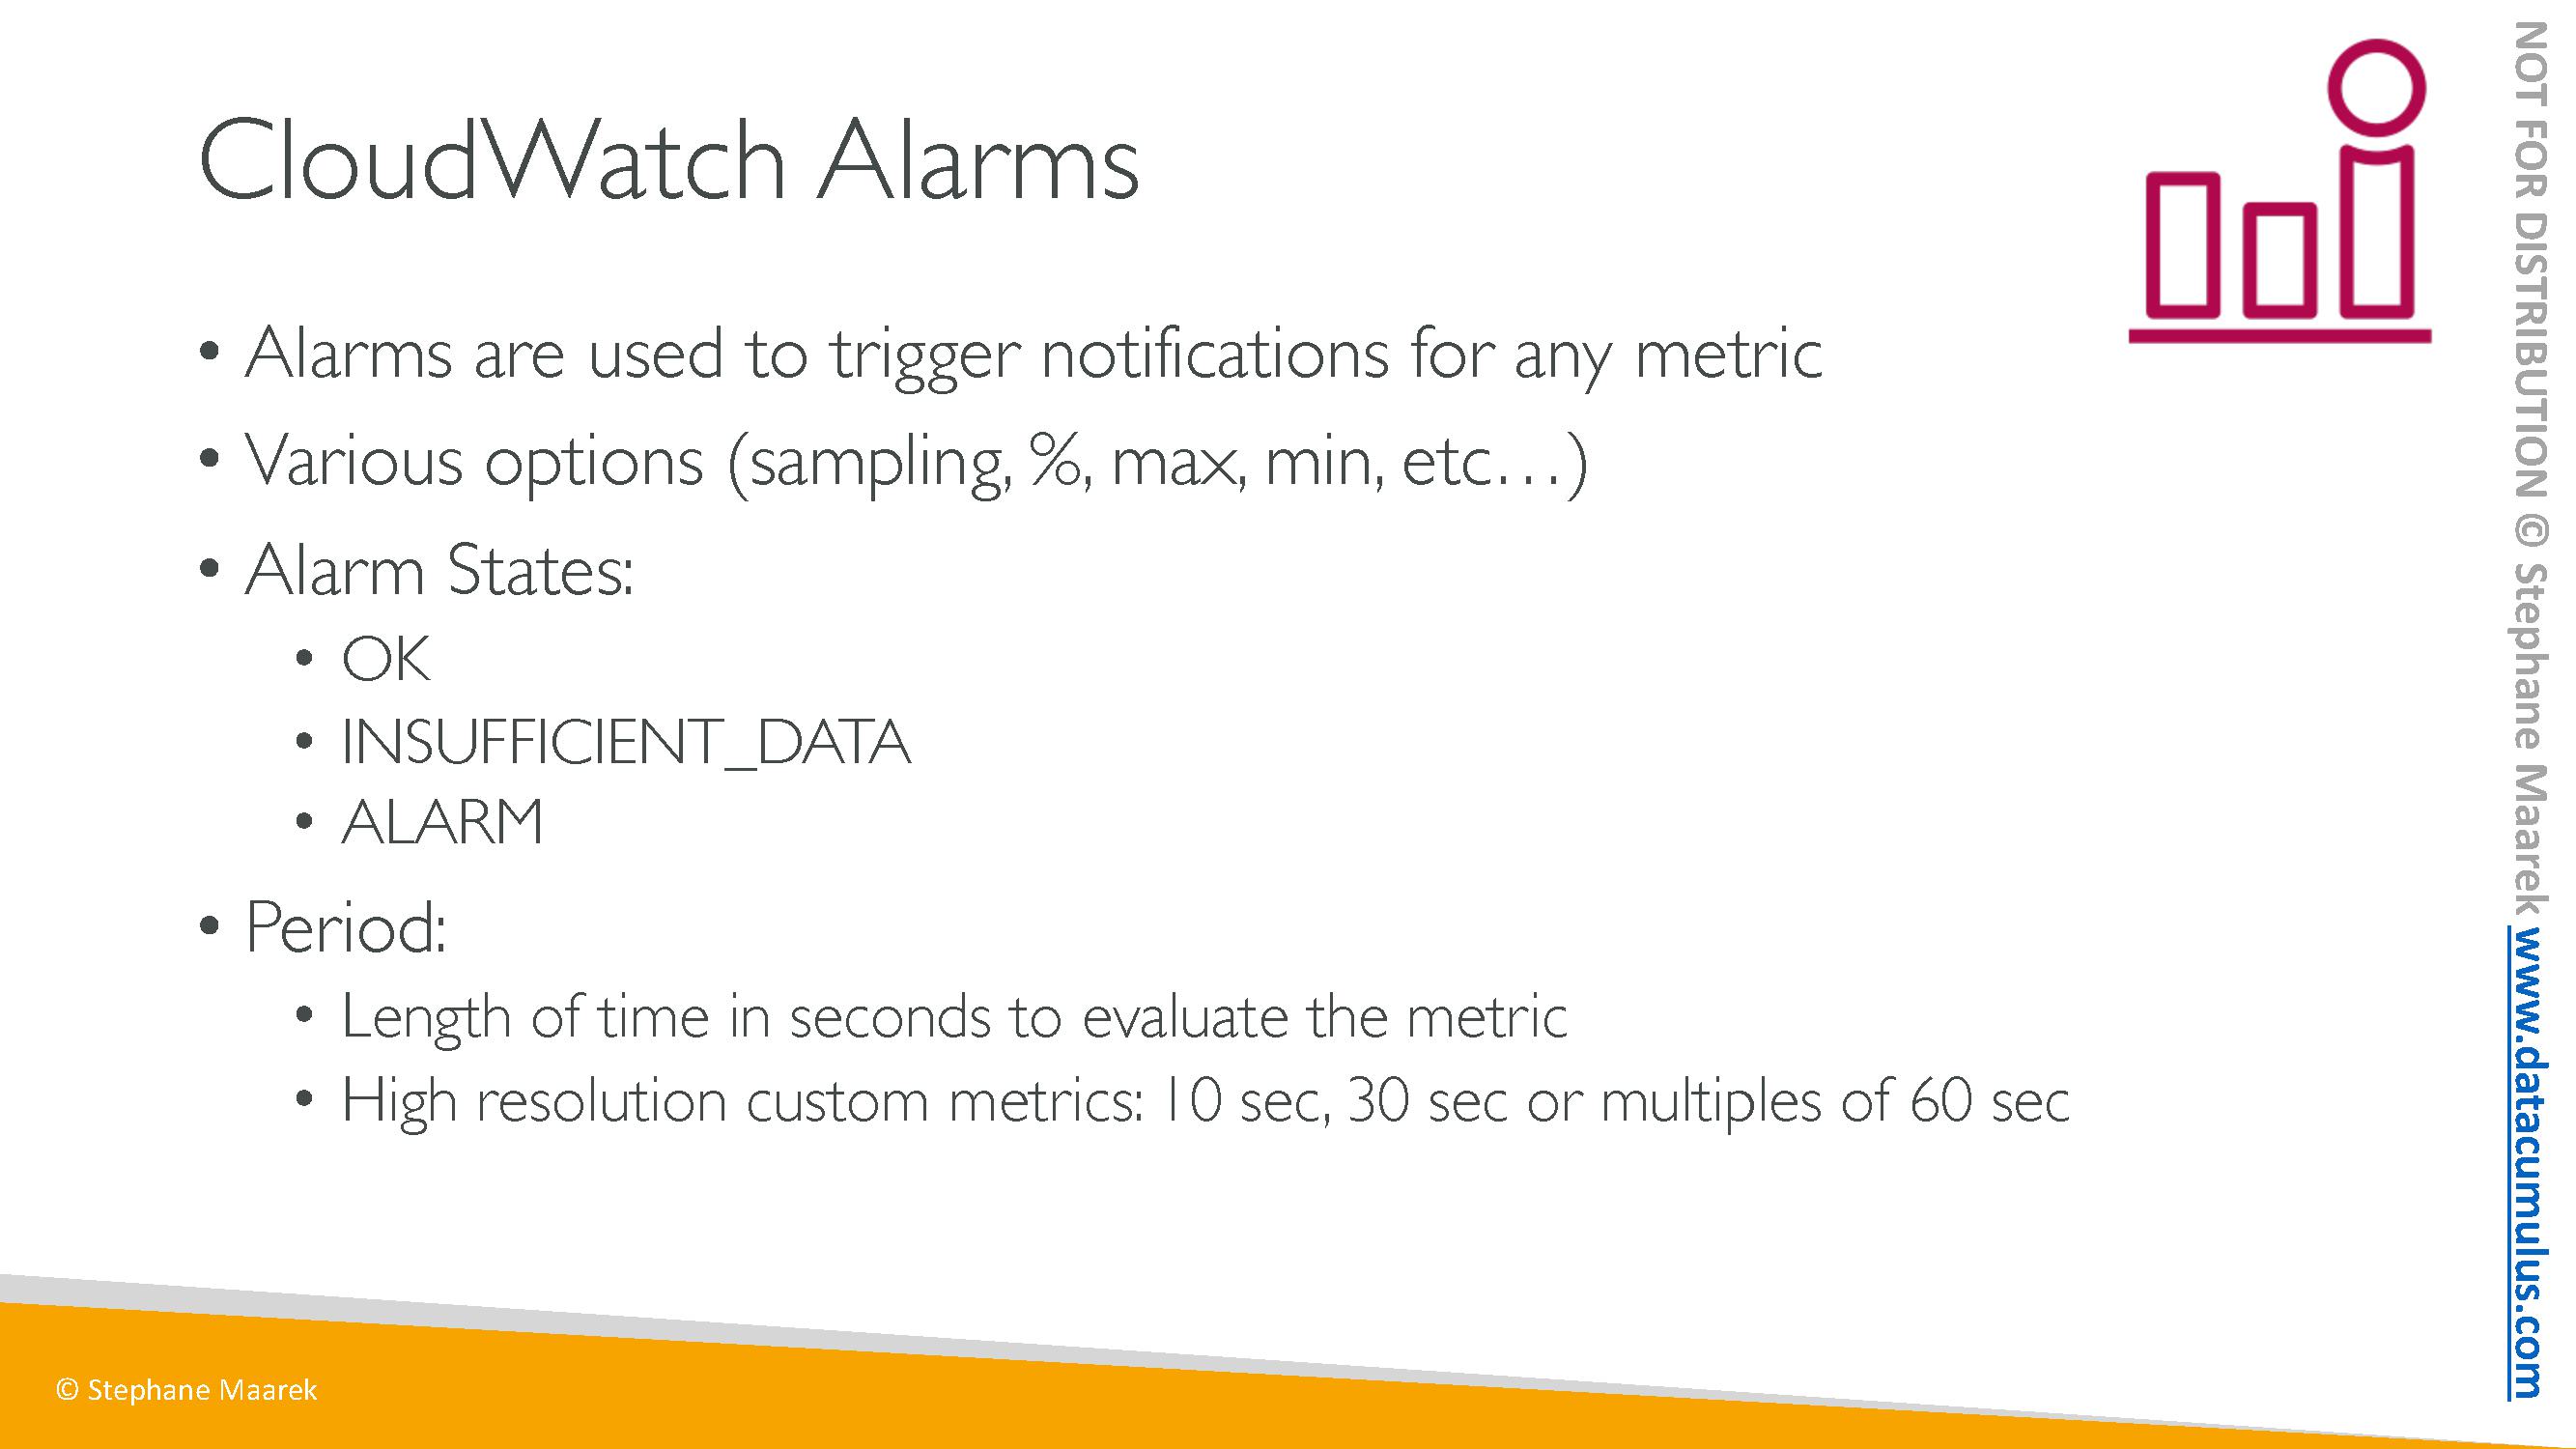 CloudWatch Alarms
• Alarms are used to trigger notifications for any metric
• Various options (sampling, %, max, min, etc…)
• Alarm States:
• OK
• INSUFFICIENT_DATA
• ALARM
• Period:
• Length of time in seconds to evaluate the metric
• High resolution custom metrics: 10 sec, 30 sec or multiples of 60 sec
© Stephane Maarek
NOT FOR DISTRIBUTION © Stephane Maarek www.datacumulus.com